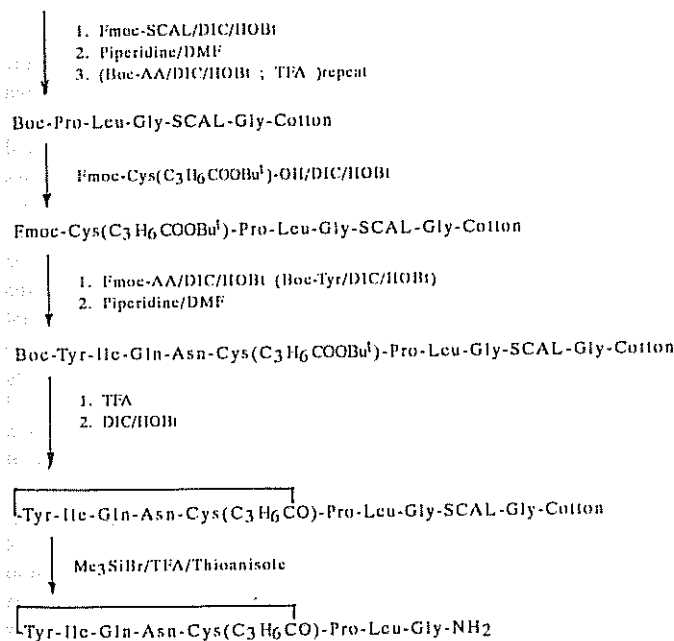 1. Fmoc-SCAL/DIC/HOBt
2. Piperidine/DMF
3. (Boc-AA/DIC/HOBt ; TFA )repeat
Boc-Pro-Leu-Gly-SCAL-Gly-Cotton
Fmoc-Cys(C3H6COOBut)-OH/DIC/HOBt
Fmoc-Cys(C3H6COOBut)-Pro-Leu-Gly-SCAL-Gly-Cotton
1. Fmoc-AA/DIC/HOBt (Boc-Tyr/DIC/HOBt)
2. Piperidine/DMF
Boc-Tyr-Ile-Gln-Asn-Cys(C3H6COOBut)-Pro-Leu-Gly-SCAL-Gly-Cotton
1. TFA
2. DIC/HOBt
-Tyr-Ile-Gln-Asn-Cys(C3H6CO)-Pro-Leu-Gly-SCAL-Gly-Cotton
Me3SiBr/TFA/Thioanisole
-Tyr-Ile-Gln-Asn-Cys(C3H6CO)-Pro-Leu-Gly-NH2